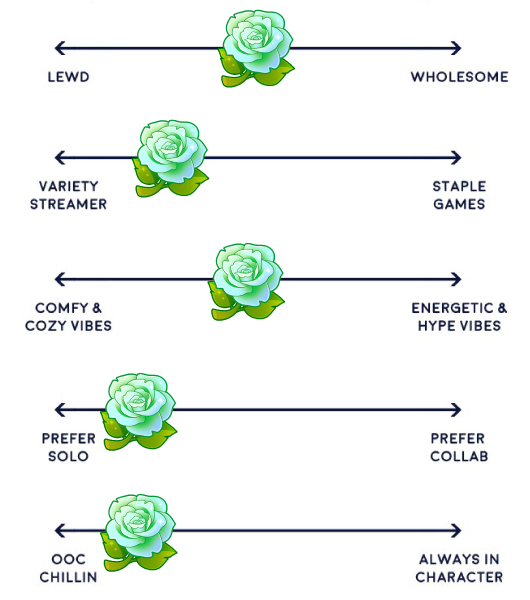 LEWD
WHOLESOME
VARIETY
STREAMER
STAPLE
GAMES
COMFY &
COZY VIBES
ENERGETIC &
HYPE VIBES
PREFER
SOLO
PREFER
COLLAB
OOC
CHILLIN
ALWAYS IN
CHARACTER